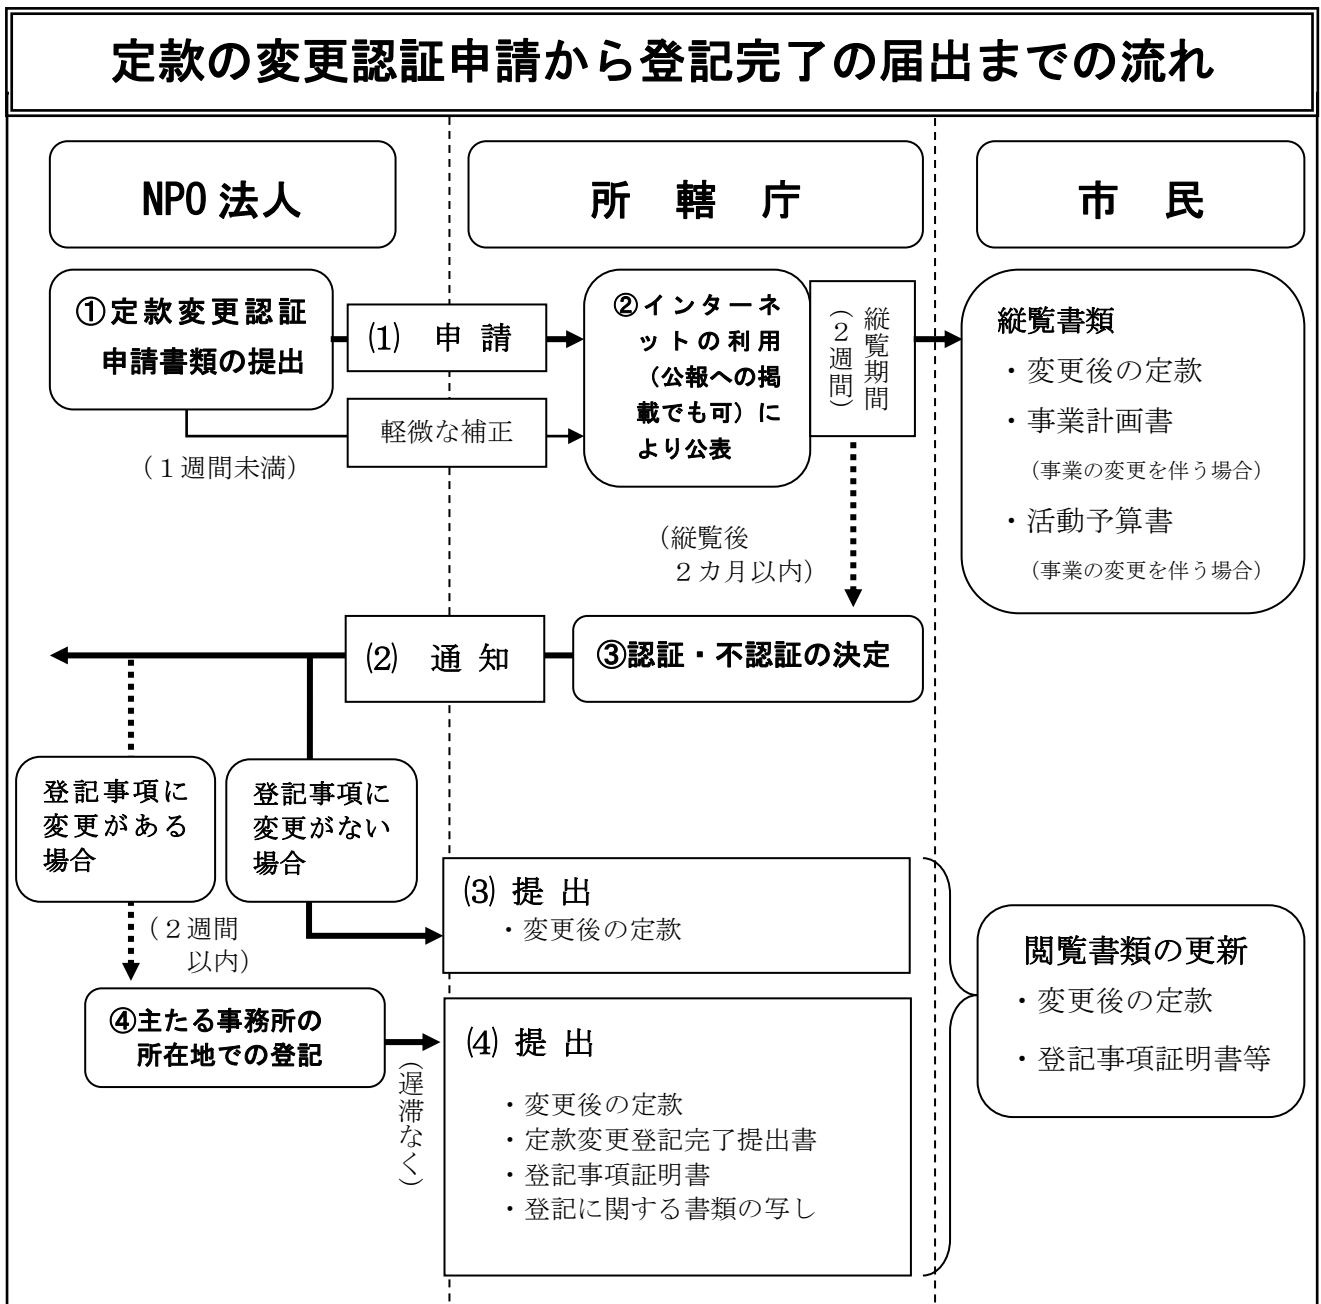 定款の変更認証申請から登記完了の届出までの流れ
NPO法人
所　轄　庁
市　民
①定款変更認証
申請書類の提出
⑴　申 請
軽微な補正
（１週間未満）
②インターネ
ットの利用
（公報への掲
載でも可）に
より公表
縦覧期間
（２週間）
縦覧書類
・変更後の定款
・事業計画書
（事業の変更を伴う場合）
・活動予算書
（事業の変更を伴う場合）
（縦覧後
２カ月以内）
⑵　通 知
③認証・不認証の決定
登記事項に
変更がある
場合
登記事項に
変更がない
場合
（２週間
以内）
⑶ 提 出
・変更後の定款
④主たる事務所の
所在地での登記
（遅滞なく）
⑷ 提 出
・変更後の定款
・定款変更登記完了提出書
・登記事項証明書
・登記に関する書類の写し
閲覧書類の更新
・変更後の定款
・登記事項証明書等